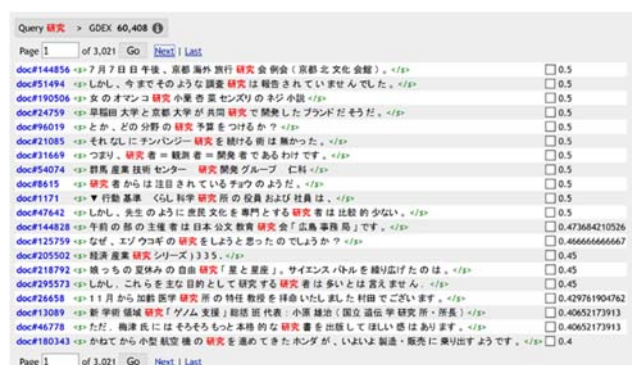 Query 研究 > GDEX 60,408
Page 1 of 3,021 Go Next | Last
doc#144856 <s> 7 月 7 日 日 午後 、 京都 海外 旅行 研究 会 例会 ( 京都 北 文化 会館 ) 。 </s> 0.5
doc#51494 <s> しかし 、 今 まで その よう な 調査 研究 は 報告 さ れ て い ませ ん でし た 。 </s> 0.5
doc#190506 <s> 女 の オマンコ 研究 小栗 杏 菜 センズリ の ネジ 小説 </s> 0.5
doc#24759 <s> 早稲田 大学 と 京都 大学 が 共同 研究 で 開発 し た ブランド だ そう だ 。 </s> 0.5
doc#96019 <s> と か 、 どの 分野 の 研究 予算 を つける か ? </s> 0.5
doc#21085 <s> それ なし に チンパンジー 研究 を 続ける 術 は 無かっ た 。 </s> 0.5
doc#31669 <s> つまり 、 研究 者 = 観測 者 = 開発 者 で ある わけ です 。 </s> 0.5
doc#54074 <s> 群馬 産業 技術 センター 研究 開発 グループ 仁科 </s> 0.5
doc#8615 <s> 研究 者 から は 注目 さ れ て いる チョウ の よう だ 。 </s> 0.5
doc#1171 <s> ▼ 行動 基準 くらし 科学 研究 所 の 役員 および 社員 は 、 </s> 0.5
doc#47642 <s> しかし 、 先生 の よう に 庶民 文化 を 専門 と する 研究 者 は 比較 的 少ない 。 </s> 0.5
doc#144828 <s> 午前 の 部 の 主催 者 は 日本 公文 教育 研究 会 「 広島 事務 局 」 です 。 </s> 0.473684210526
doc#125759 <s> なぜ 、 エゾ ウコギ の 研究 を しよ う と 思っ た の でしょ う か ? </s> 0.466666666667
doc#205502 <s> 経済 産業 研究 シリーズ ) 3 3 5 . </s> 0.45
doc#218792 <s> 娘 っ ち の 夏休み の 自由 研究 「 星 と 星座 」 。 サイエンス バトル を 繰り広げ た の は 。 </s> 0.45
doc#295573 <s> しかし . これ ら を 主な 目的 と し て 研究 する 研究 者 は 多い と は 言え ませ ん . </s> 0.45
doc#26658 <s> 1 1 月 から 加齢 医学 研究 所 の 特任 教授 を 拝命 いたし まし た 村田 で ござい ます 。 </s> 0.429761904762
doc#13089 <s> 新 学術 領域 研究 「 ゲノム 支援 」 総括 班 代表 : 小原 雄治 ( 国立 遺伝 学 研究 所 ・ 所長 ) </s> 0.40652173913
doc#46778 <s> ただ . 梅津 氏 に は そろそろ もっと 本格 的 な 研究 書 を 出版 し て ほしい 感 は あり ます . </s> 0.40652173913
doc#180343 <s> かねて から 小型 航空 機 の 研究 を 進め て き た ホンダ が 、 いよいよ 製造 ・ 販売 に 乗り出す よう です 。 </s> 0.4
Page 1 of 3,021 Go Next | Last